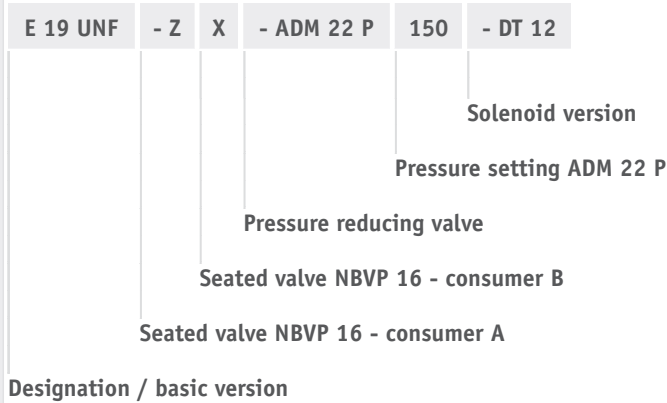 E 19 UNF - Z X - ADM 22 P 150 - DT 12
Solenoid version
Pressure setting ADM 22 P
Pressure reducing valve
Seated valve NBVP 16 - consumer B
Seated valve NBVP 16 - consumer A
Designation / basic version